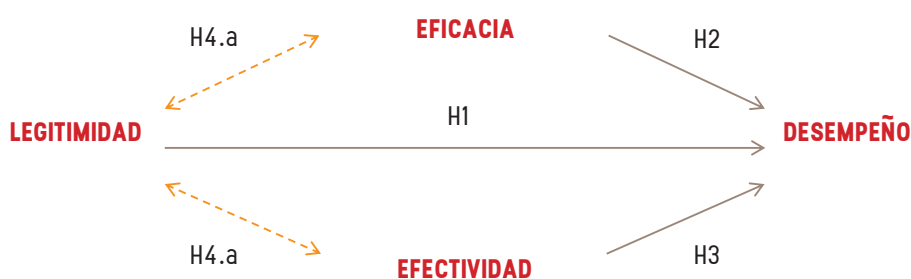 H4.a
EFICACIA
H2
H1
LEGITIMIDAD
DESEMPEÑO
H4.a
EFECTIVIDAD
H3